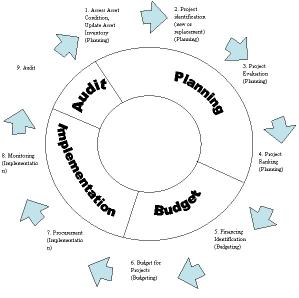 1. Assess Asset
Condition,
Update Asset
Inventory
(Planning)
2. Project
identification
(new or
replacement)
(Planning)
3. Project
Evaluation
(Planning)
4. Project
Ranking
(Planning)
5. Financing
Identification
(Budgeting)
6. Budget for
Projects
(Budgeting)
7. Procurement
(Implementatio
n)
8. Monitoring
(Implementatio
n)
9. Audit
Planning
Budget
Implementation
Audit